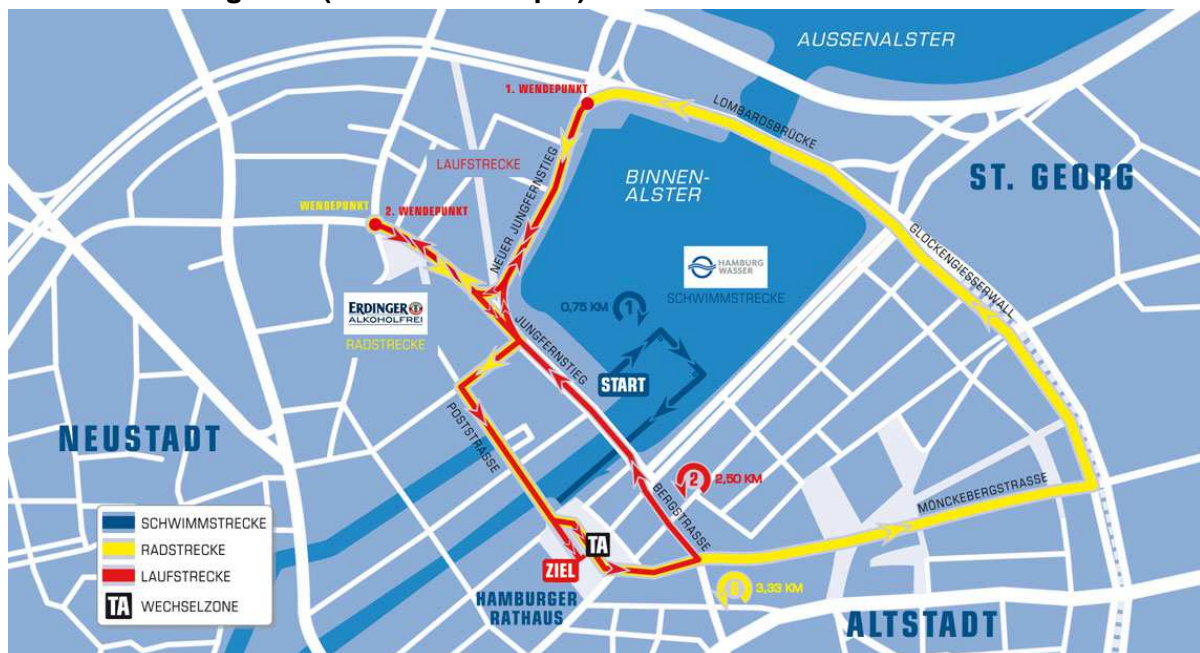 AUSSENALSTER
1. WENDEPUNKT
LOMBARDSBRÜCKE
LAUFSTRECKE
BINNEN-
ALSTER
ST. GEORG
WENDEPUNKT
2. WENDEPUNKT
NEUER JUNGFERNSTIEG
GLOCKENGIESSERWALL
HAMBURG
WASSER
SCHWIMMSTRECKE
0,75 KM
1
ERDINGER
ALKOHOLFREI
RADSTRECKE
JUNGFERNSTIEG
START
NEUSTADT
POSTSTRASSE
BERGSTRASSE
2
2,50 KM
MÖNCKEBERGSTRASSE
SCHWIMMSTRECKE
RADSTRECKE
LAUFSTRECKE
TA WECHSELZONE
TA
ZIEL
HAMBURGER
RATHAUS
6
3,33 KM
ALTSTADT